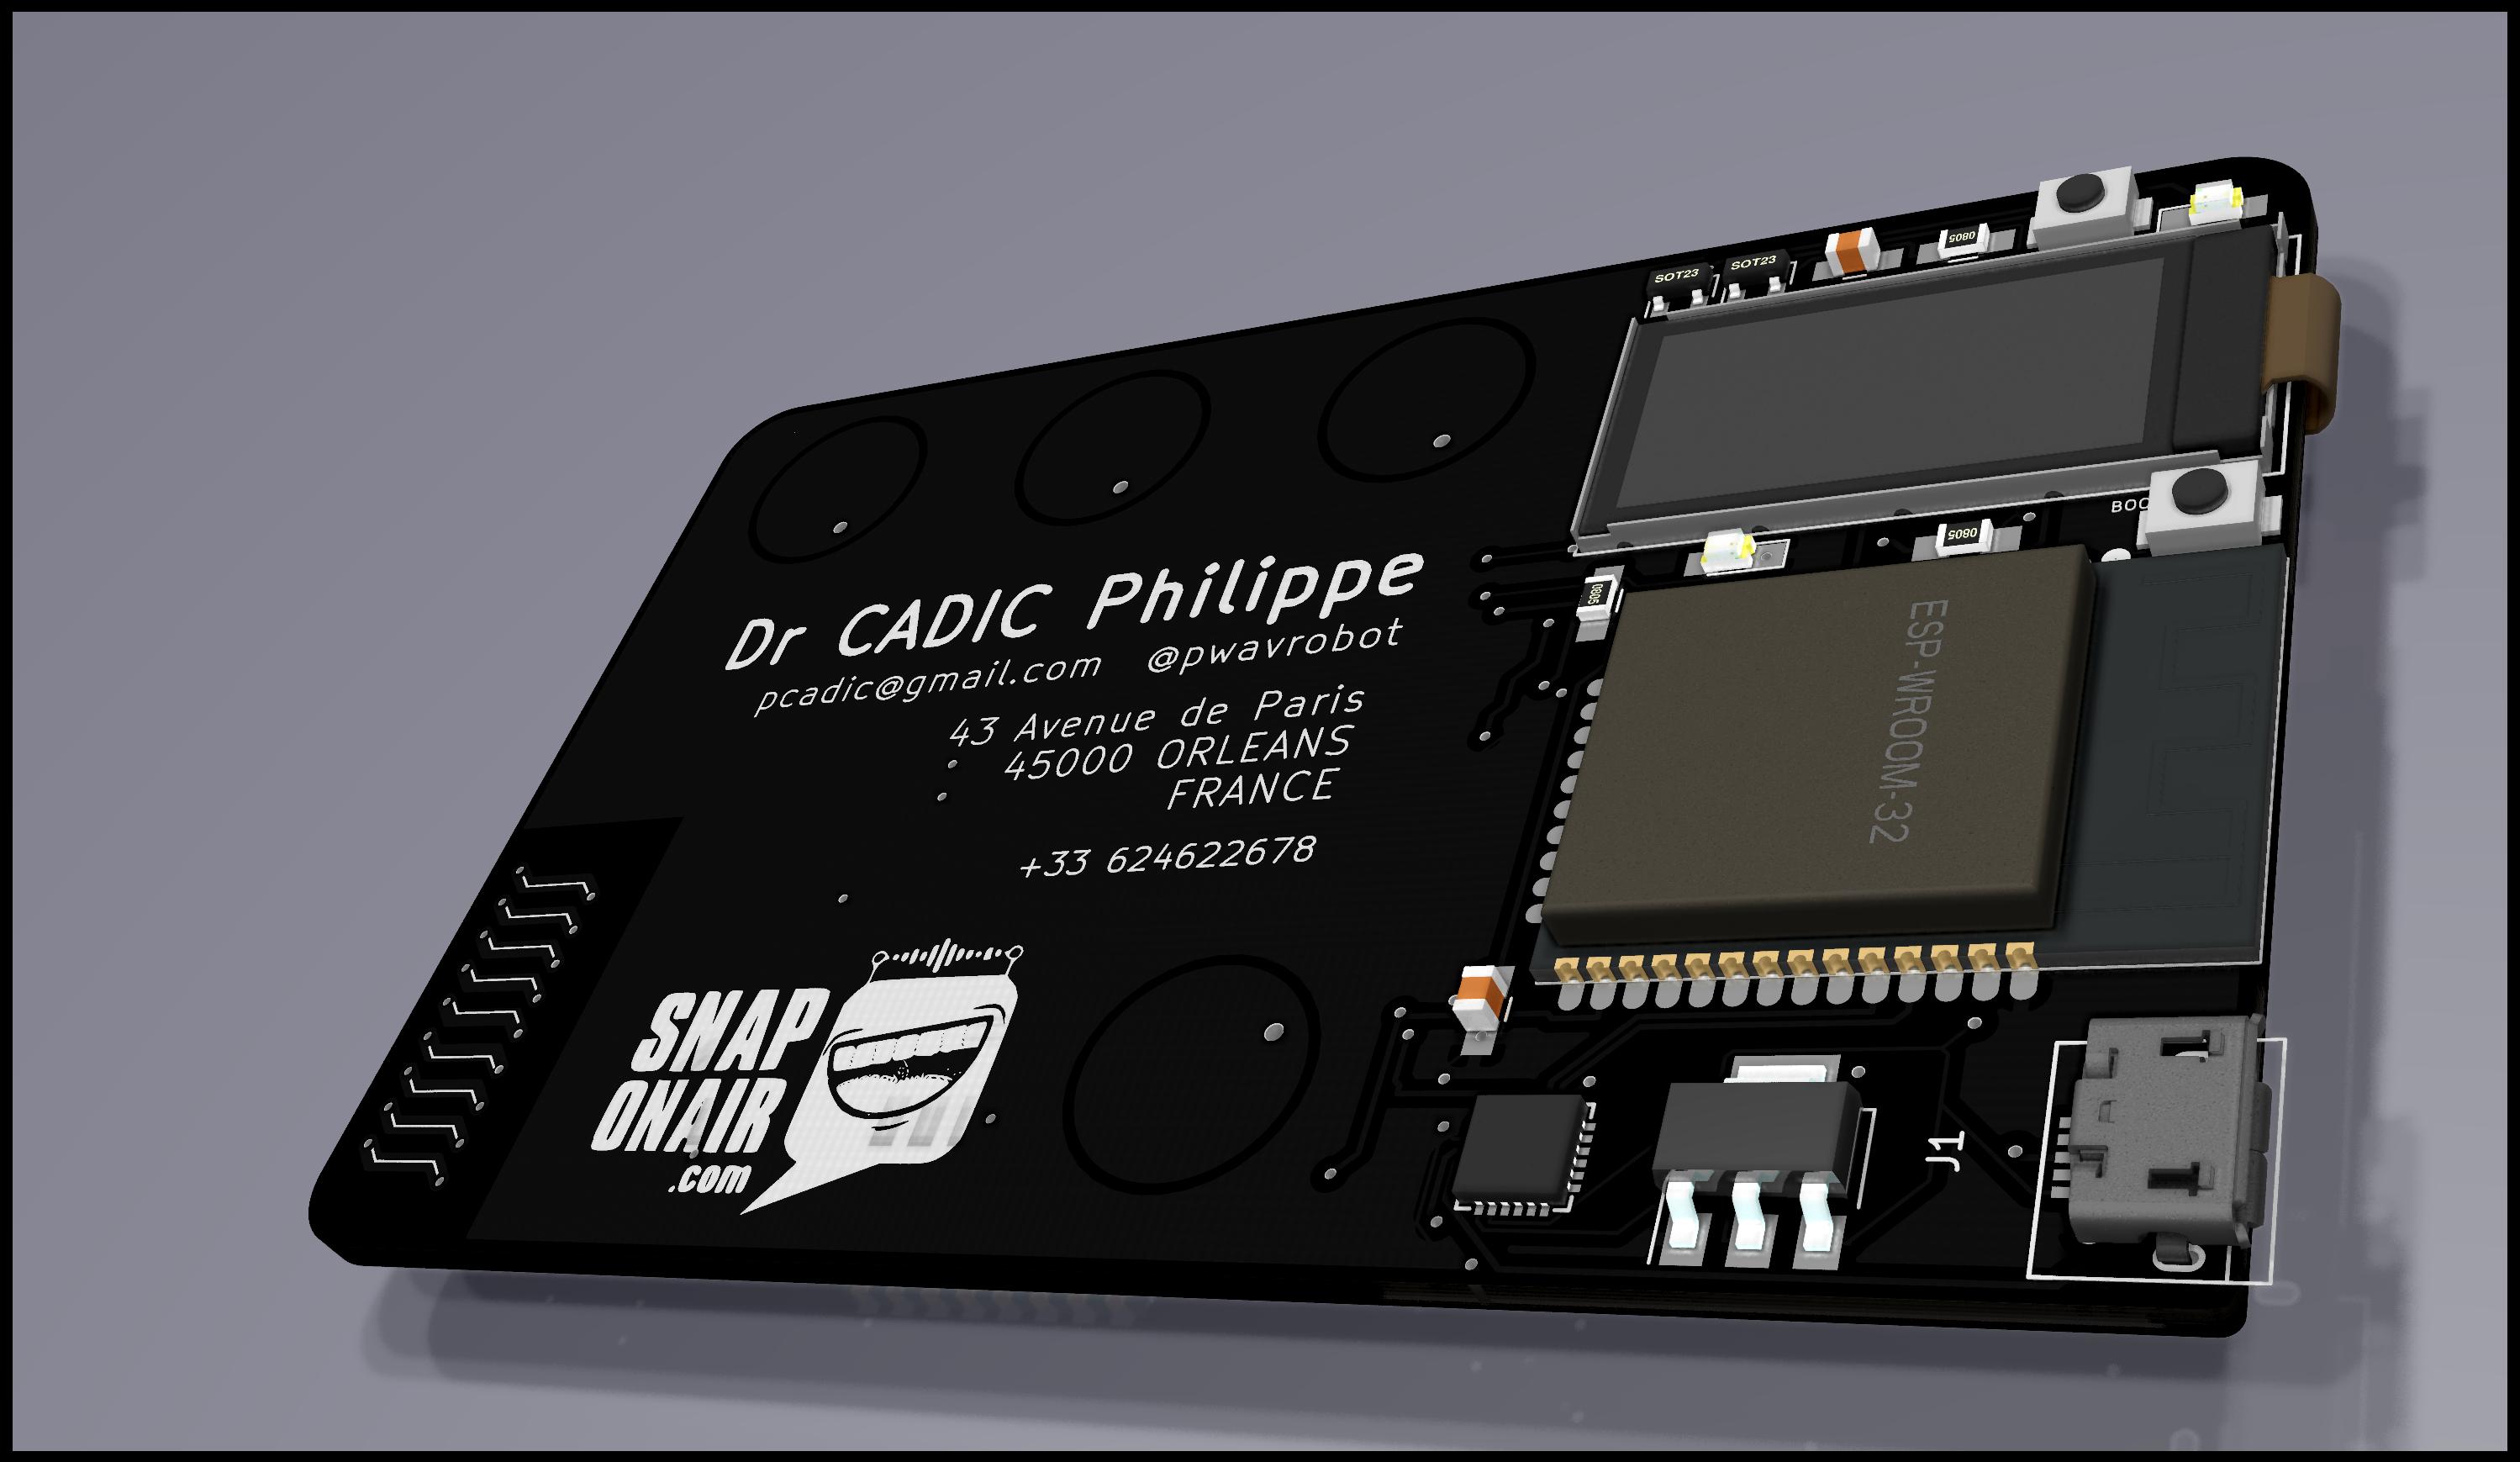 Dr CADIC Philippe
pcadic@gmail.com @pwavrobot
43 Avenue de Paris
45000 ORLEANS
FRANCE
+33 624622678
SNAP
ONAIR
.com
SOT23
SOT23
0805
0805
0805
BOO
ESP-WROOM-32
J1